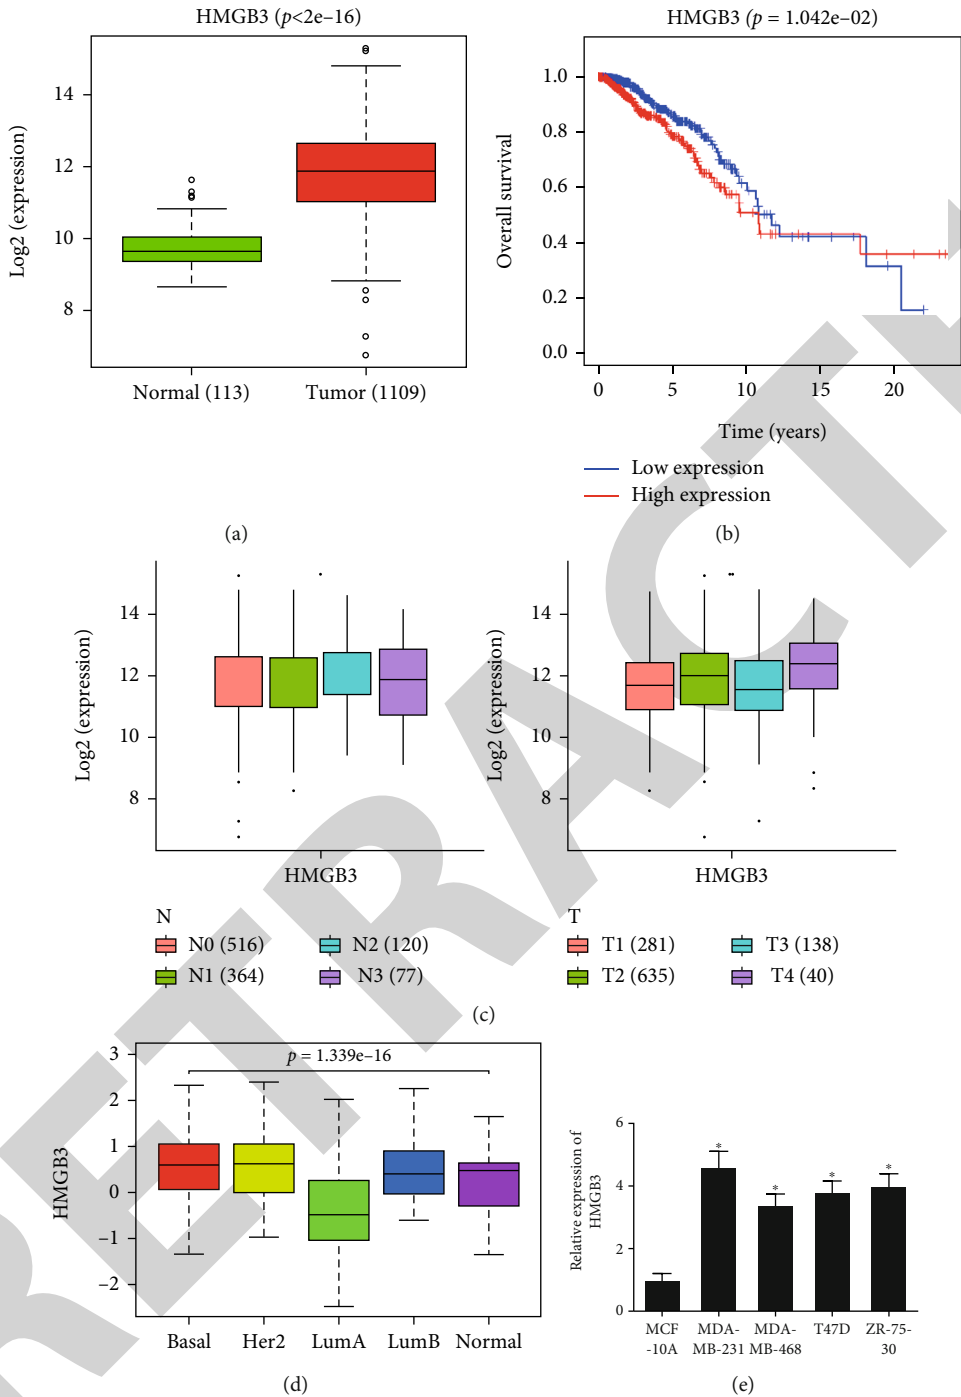 HMGB3 (p<2e–16)
14
12
10
8
Log2 (expression)
Normal (113)
Tumor (1109)
(a)
HMGB3 (p = 1.042e–02)
1.0
0.8
0.6
0.4
0.2
0.0
Overall survival
0
5
10
15
20
Time (years)
Low expression
High expression
(b)
14
12
10
8
Log2 (expression)
HMGB3
N
N0 (516)
N2 (120)
N1 (364)
N3 (77)
14
12
10
8
Log2 (expression)
HMGB3
T
T1 (281)
T3 (138)
T2 (635)
T4 (40)
(c)
p = 1.339e–16
3
2
1
0
–1
–2
HMGB3
Basal
Her2
LumA
LumB
Normal
(d)
6
4
2
0
Relative expression of
HMGB3
*
*
*
*
MCF
-10A
MDA-
MB-231
MDA-
MB-468
T47D
ZR-75-
30
(e)
RETRACTE